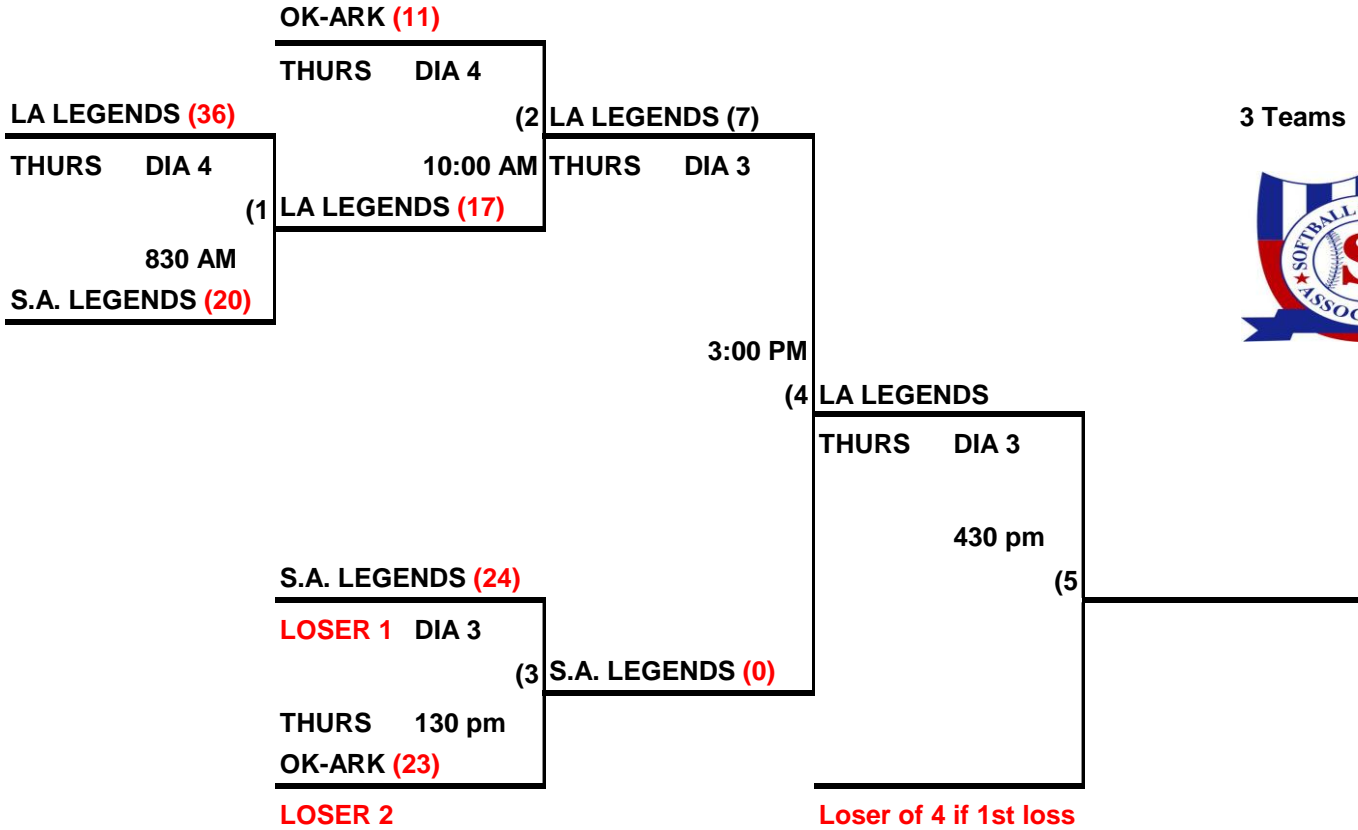 OK-ARK (11)
THURS DIA 4
LA LEGENDS (36)
(2 LA LEGENDS (7)
3 Teams
THURS DIA 4
10:00 AM THURS DIA 3
(1 LA LEGENDS (17)
830 AM
S.A. LEGENDS (20)
SOFTBALL
3:00 PM
(4 LA LEGENDS
THURS DIA 3
430 pm
S.A. LEGENDS (24)
(5
LOSER 1 DIA 3
(3 S.A. LEGENDS (0)
THURS 130 pm
OK-ARK (23)
LOSER 2
Loser of 4 if 1st loss